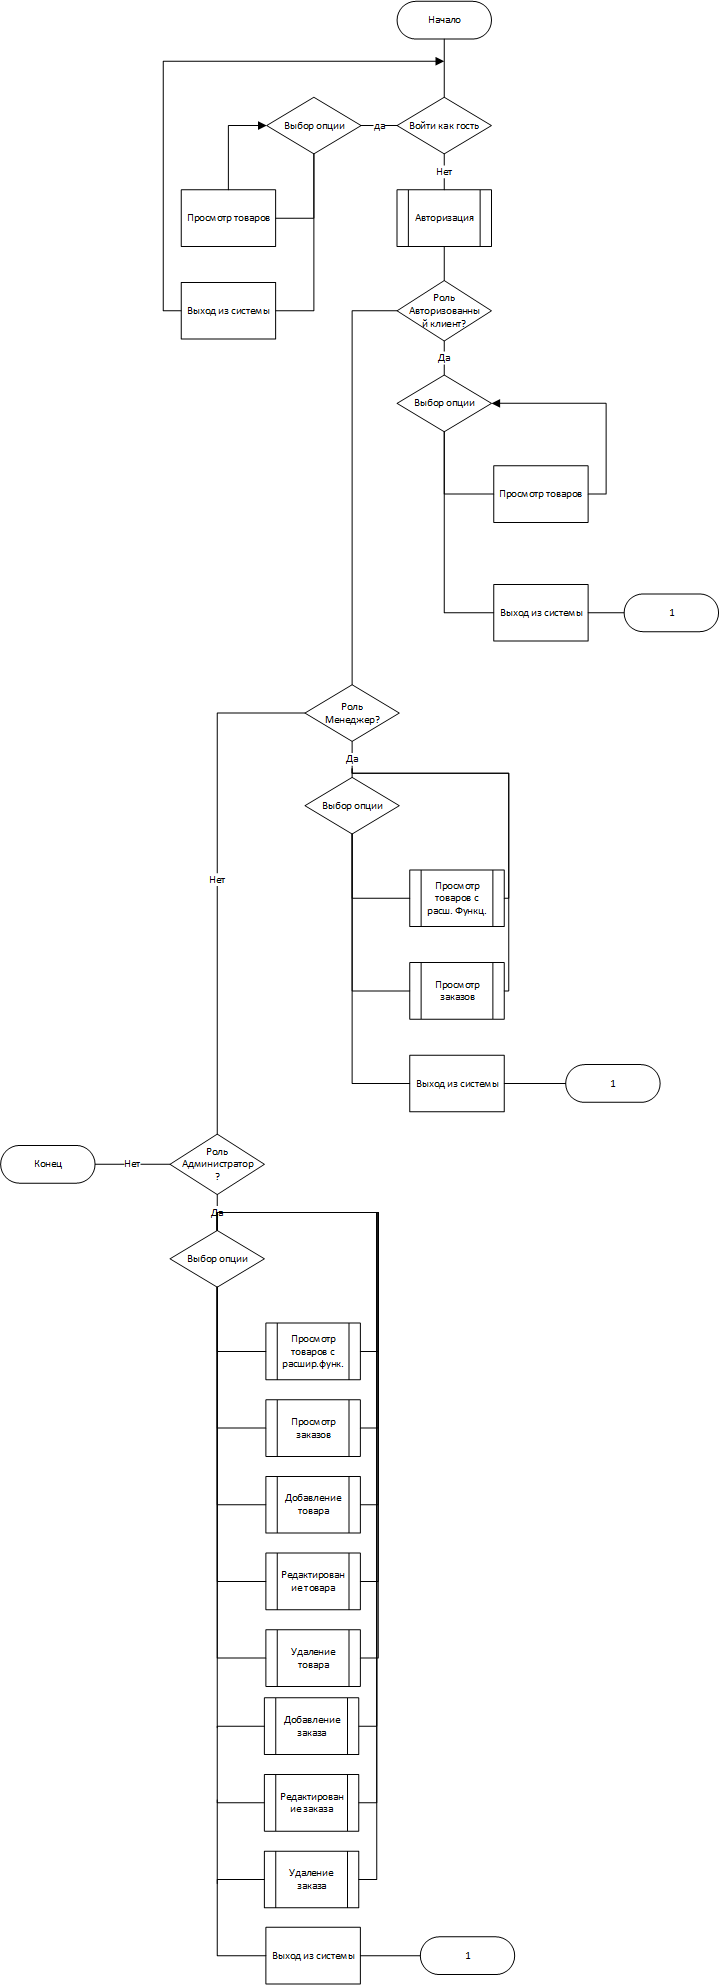 Начало
Выбор опции
да
Войти как гость
Нет
Просмотр товаров
Авторизация
Выход из системы
Роль
Авторизованны
й клиент?
Да
Выбор опции
Просмотр товаров
Выход из системы
1
Роль
Менеджер?
Да
Выбор опции
Нет
Просмотр
товаров с
расш. Функц.
Просмотр
заказов
Выход из системы
1
Конец
Нет
Роль
Администратор
?
Да
Выбор опции
Просмотр
товаров с
расшир.функ.
Просмотр
заказов
Добавление
товара
Редактирован
ие товара
Удаление
товара
Добавление
заказа
Редактирован
ие заказа
Удаление
заказа
Выход из системы
1